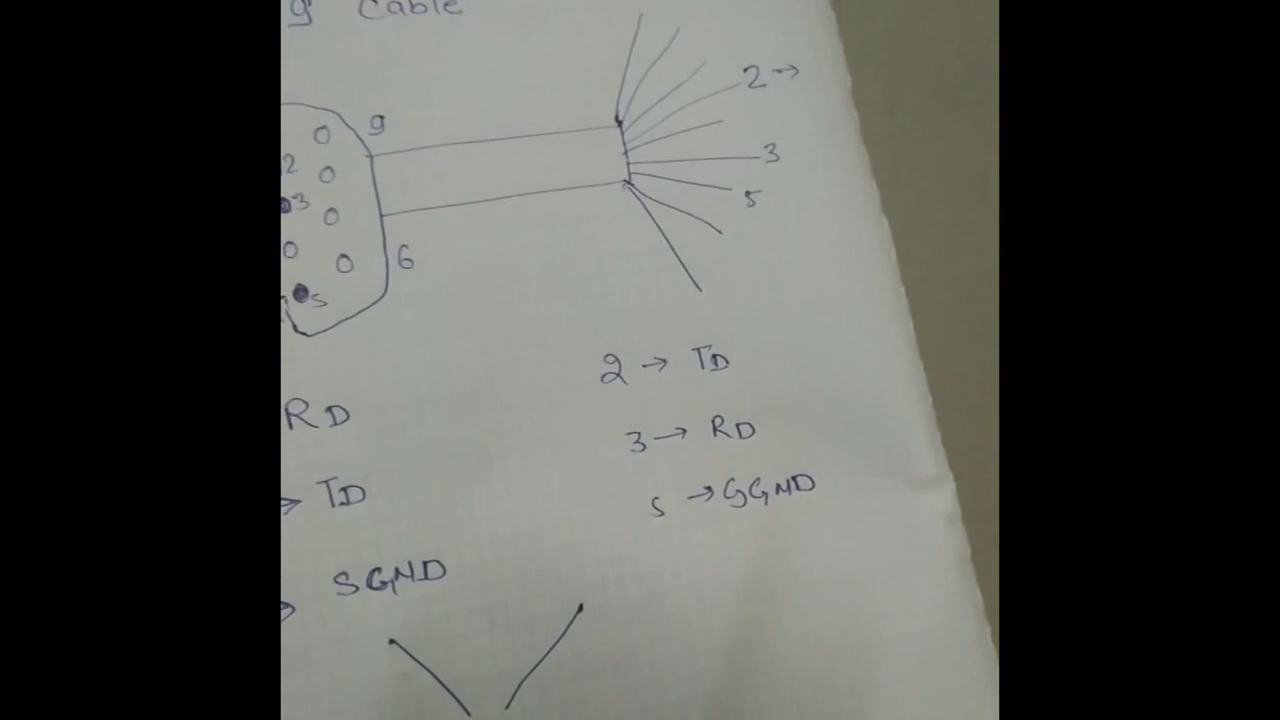 g Cable
2 →
9
2
3
3
5
6
5
2 → TD
RD
3 → RD
→ TD
5 → SGND
→ SGND